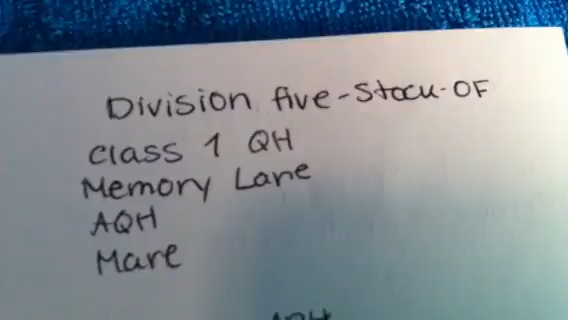 Division five-Stock-OF
Class 1 QH
Memory Lane
AQH
Mare